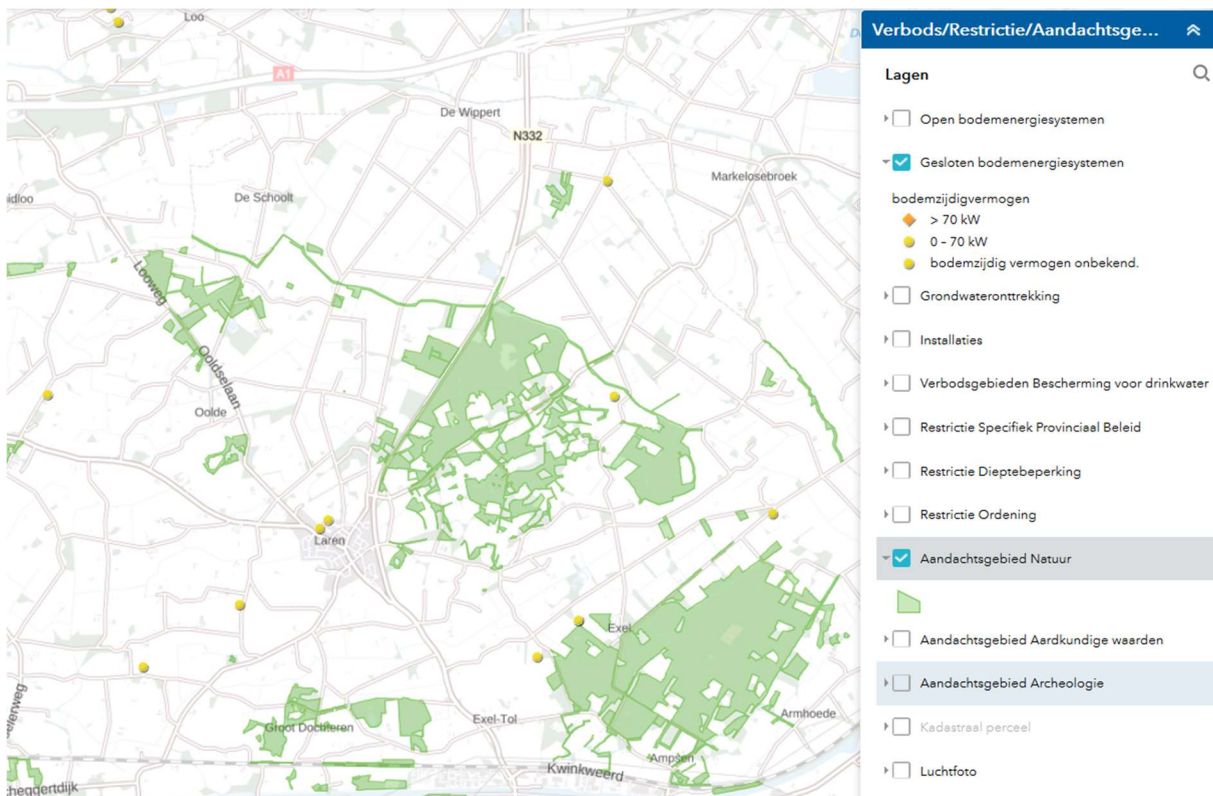 Loo
A1
De Wippert
N332
Markelosebroek
De Schoolt
idloo
Looweg
Ooldselaan
Oolde
Laren
Exel
Exel-Tol
Groot Dochteren
Armhoede
Ampsen
Kwinkweerd
cheggertdijk
Verbods/Restrictie/Aandachtsge...
Lagen
Open bodemenergiesystemen
Gesloten bodemenergiesystemen
bodemzijdigvermogen
> 70 kW
0 - 70 kW
bodemzijdig vermogen onbekend.
Grondwateronttrekking
Installaties
Verbodsgebieden Bescherming voor drinkwater
Restrictie Specifiek Provinciaal Beleid
Restrictie Dieptebeperking
Restrictie Ordening
Aandachtsgebied Natuur
Aandachtsgebied Aardkundige waarden
Aandachtsgebied Archeologie
Kadastraal perceel
Luchtfoto